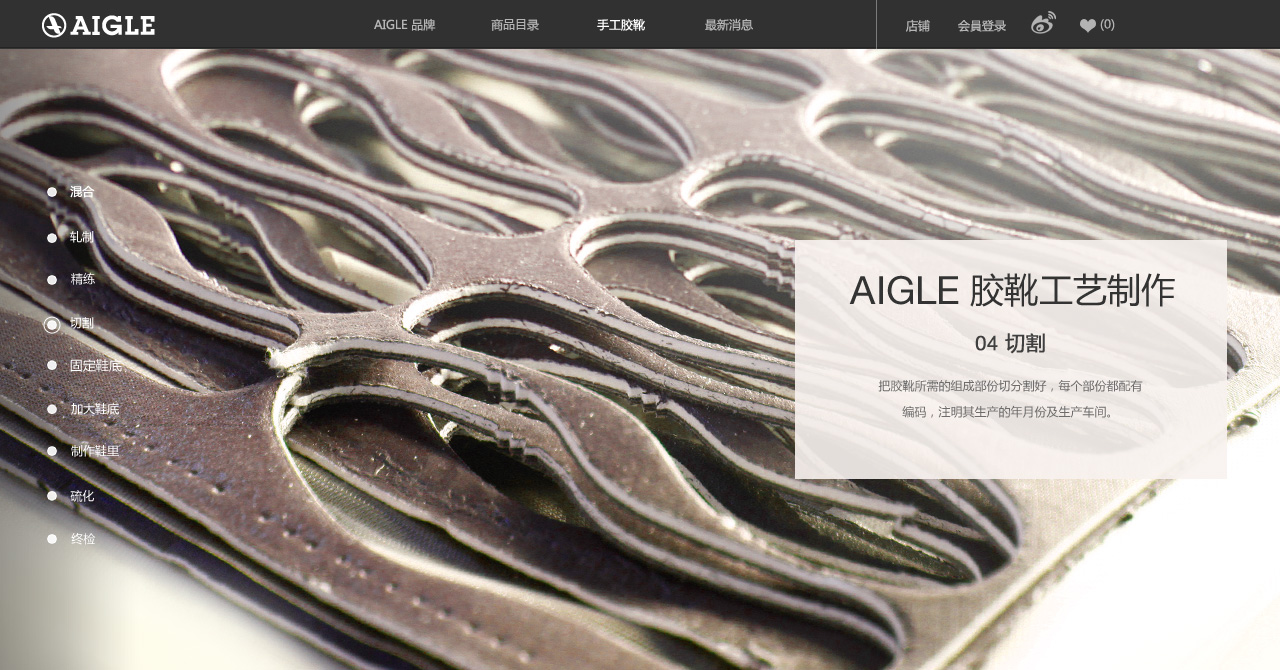 AIGLE
AIGLE 品牌
商品目录
手工胶靴
最新消息
店铺
会員登录
(0)
混合
轧制
精练
切割
固定鞋底
加大鞋底
制作鞋里
硫化
终检
AIGLE 胶靴工艺制作
04 切割
把胶靴所需的组成部份切分割好，每个部份都配有
编码，注明其生产的年月份及生产车间。